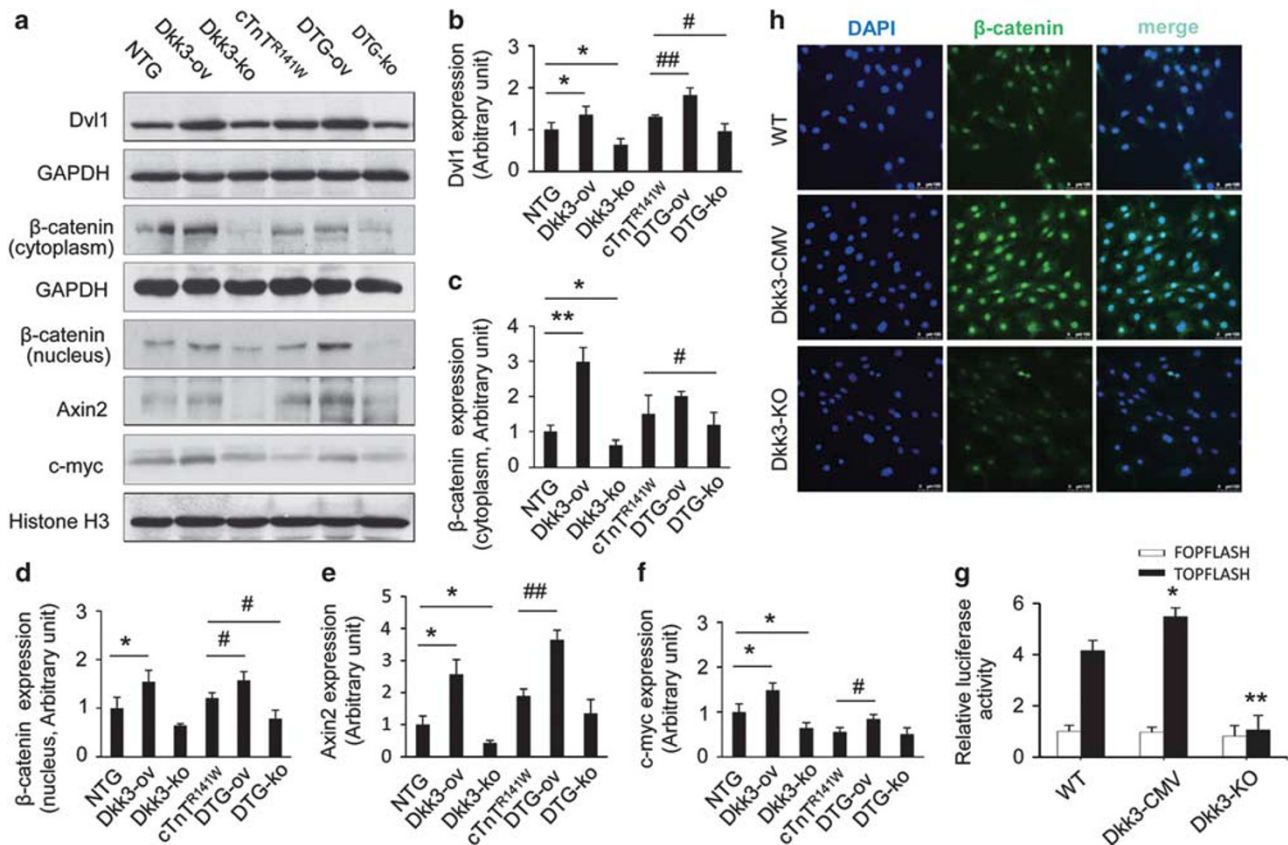 a
NTG
Dkk3-ov
Dkk3-ko
cTnTR141W
DTG-ov
DTG-ko
Dvl1
GAPDH
β-catenin
(cytoplasm)
GAPDH
β-catenin
(nucleus)
Axin2
c-myc
Histone H3
b
Dvl1 expression
(Arbitrary unit)
3
2
1
0
*
*
##
#
NTG
Dkk3-ov
Dkk3-ko
cTnTR141W
DTG-ov
DTG-ko
c
β-catenin expression
(cytoplasm, Arbitrary unit)
4
3
2
1
0
**
*
#
NTG
Dkk3-ov
Dkk3-ko
cTnTR141W
DTG-ov
DTG-ko
h
DAPI
β-catenin
merge
WT
Dkk3-CMV
Dkk3-KO
d
β-catenin expression
(nucleus, Arbitrary unit)
3
2
1
0
*
#
#
NTG
Dkk3-ov
Dkk3-ko
cTnTR141W
DTG-ov
DTG-ko
e
Axin2 expression
(Arbitrary unit)
5
4
3
2
1
0
*
*
##
NTG
Dkk3-ov
Dkk3-ko
cTnTR141W
DTG-ov
DTG-ko
f
c-myc expression
(Arbitrary unit)
3
2
1
0
*
*
#
NTG
Dkk3-ov
Dkk3-ko
cTnTR141W
DTG-ov
DTG-ko
g
FOPFLASH
TOPFLASH
Relative luciferase
activity
6
4
2
0
*
**
WT
Dkk3-CMV
Dkk3-KO